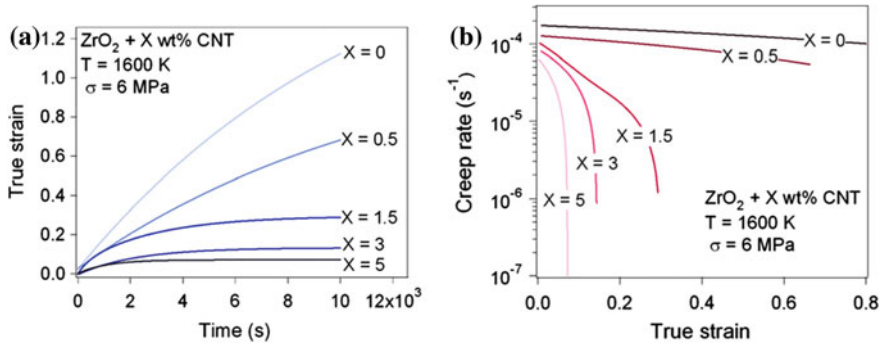 (a)
ZrO₂ + X wt% CNT
T = 1600 K
σ = 6 MPa
X = 0
X = 0.5
X = 1.5
X = 3
X = 5
1.2
1.0
0.8
0.6
0.4
0.2
0.0
True strain
0 2 4 6 8 10 12x10³
Time (s)
(b)
X = 0
X = 0.5
X = 1.5
X = 3
X = 5
ZrO₂ + X wt% CNT
T = 1600 K
σ = 6 MPa
10⁻⁴
10⁻⁵
10⁻⁶
10⁻⁷
Creep rate (s⁻¹)
0.0 0.2 0.4 0.6 0.8
True strain